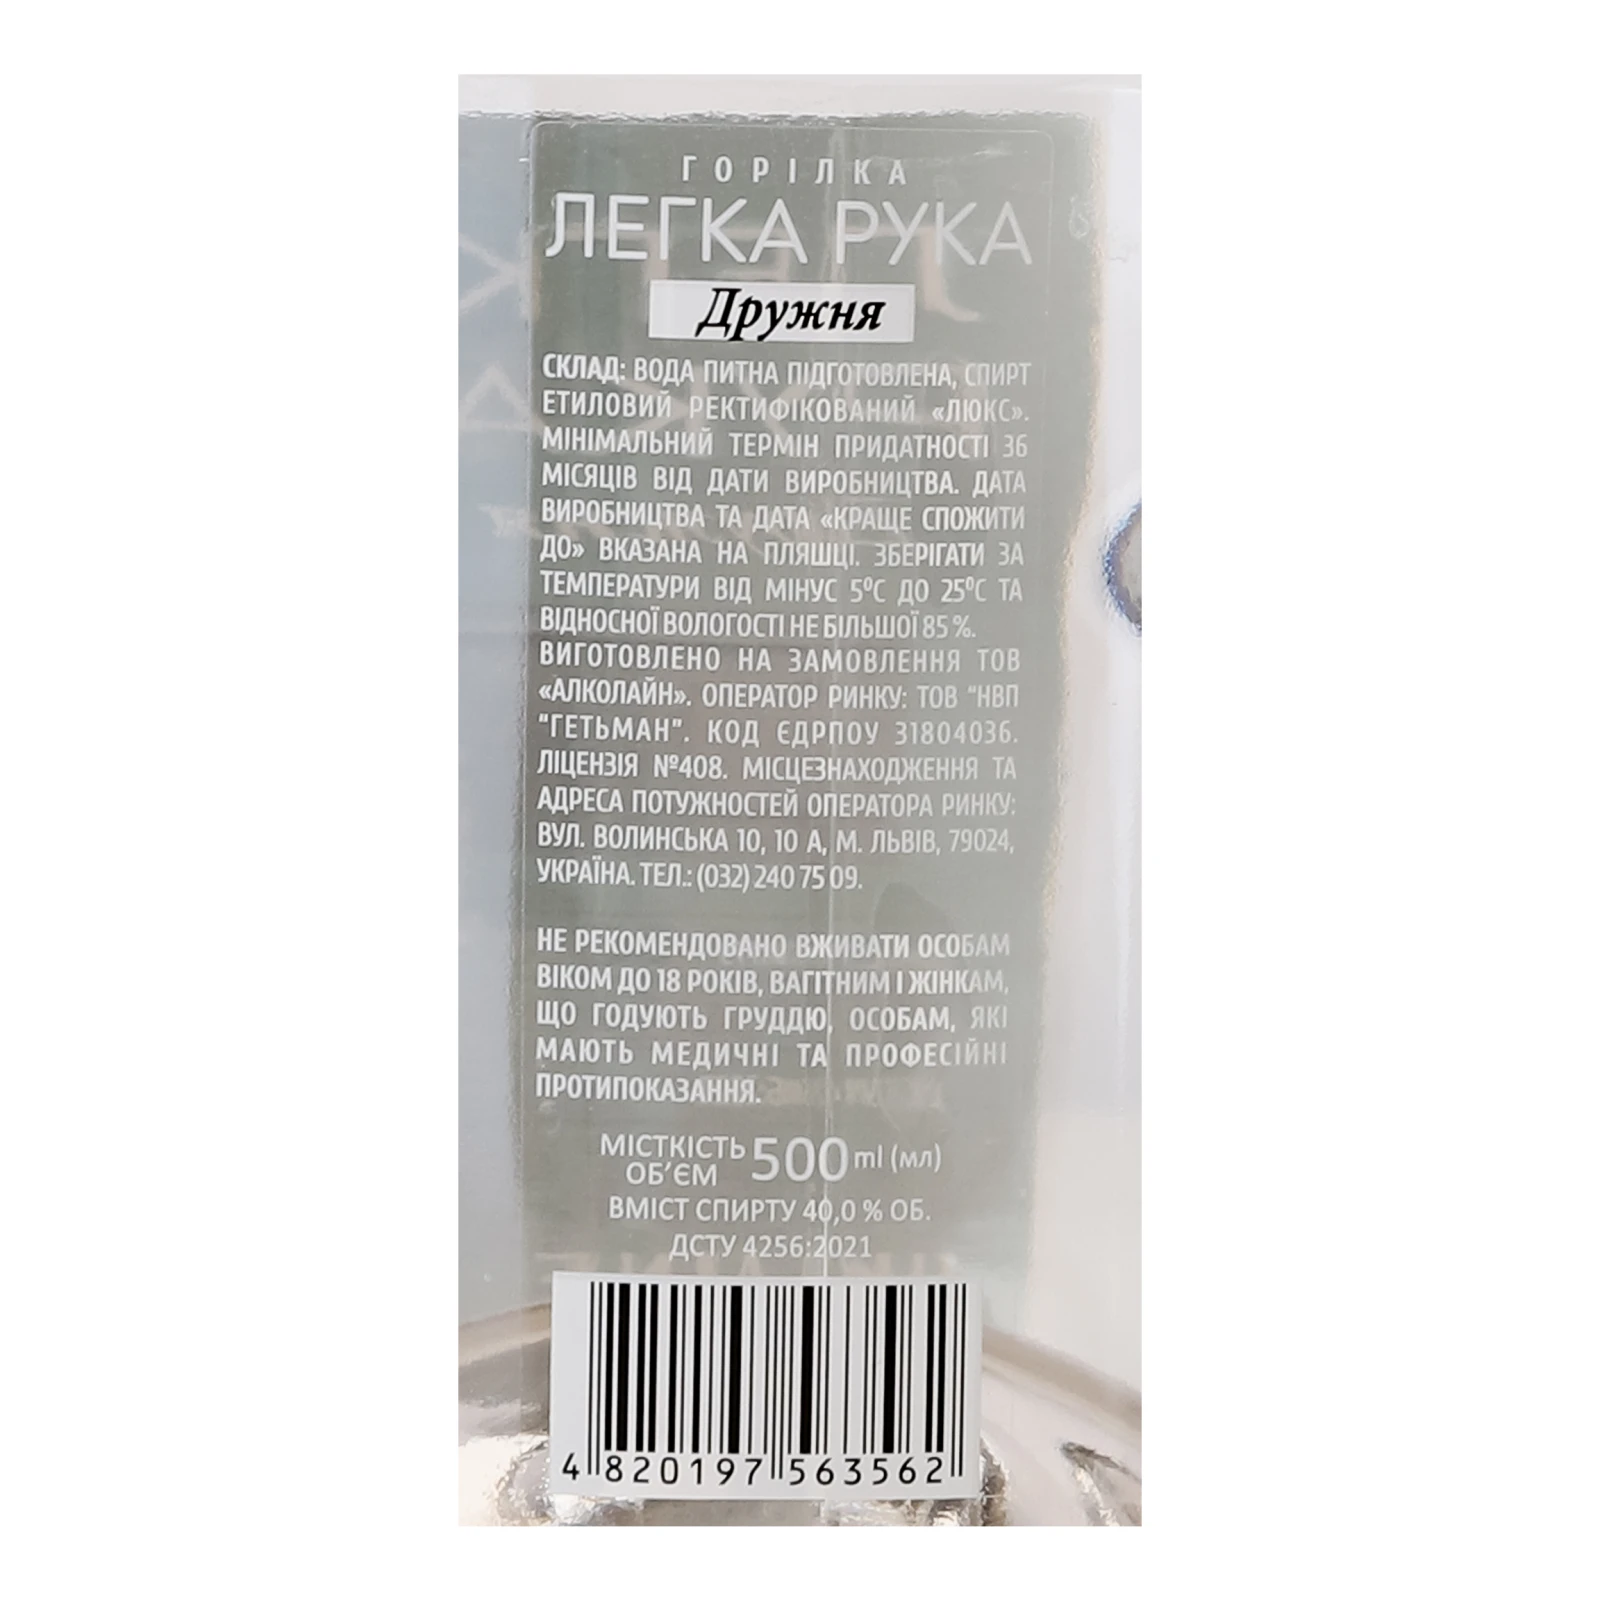 ГОРІЛКА
ЛЕГКА РУКА
Дружня
СКЛАД: ВОДА ПИТНА ПІДГОТОВЛЕНА, СПИРТ
ЕТИЛОВИЙ РЕКТИФІКОВАНИЙ «ЛЮКС».
МІНІМАЛЬНИЙ ТЕРМІН ПРИДАТНОСТІ 36
МІСЯЦІВ ВІД ДАТИ ВИРОБНИЦТВА. ДАТА
ВИРОБНИЦТВА ТА ДАТА «КРАЩЕ СПОЖИТИ
ДО» ВКАЗАНА НА ПЛЯШЦІ. ЗБЕРІГАТИ ЗА
ТЕМПЕРАТУРИ ВІД МІНУС 5⁰С ДО 25⁰С ТА
ВІДНОСНОЇ ВОЛОГОСТІ НЕ БІЛЬШОЇ 85 %.
ВИГОТОВЛЕНО НА ЗАМОВЛЕННЯ ТОВ
«АЛКОЛАЙН». ОПЕРАТОР РИНКУ: ТОВ "НВП
"ГЕТЬМАН". КОД ЄДРПОУ 31804036.
ЛІЦЕНЗІЯ №408. МІСЦЕЗНАХОДЖЕННЯ ТА
АДРЕСА ПОТУЖНОСТЕЙ ОПЕРАТОРА РИНКУ:
ВУЛ. ВОЛИНСЬКА 10, 10 А, М. ЛЬВІВ, 79024,
УКРАЇНА. ТЕЛ.: (032) 240 75 09.
НЕ РЕКОМЕНДОВАНО ВЖИВАТИ ОСОБАМ
ВІКОМ ДО 18 РОКІВ, ВАГІТНИМ І ЖІНКАМ,
ЩО ГОДУЮТЬ ГРУДДЮ, ОСОБАМ, ЯКІ
МАЮТЬ МЕДИЧНІ ТА ПРОФЕСІЙНІ
ПРОТИПОКАЗАННЯ.
МІСТКІСТЬ
ОБ'ЄМ 500 ml (мл)
ВМІСТ СПИРТУ 40,0 % ОБ.
ДСТУ 4256:2021
4 820197 563562